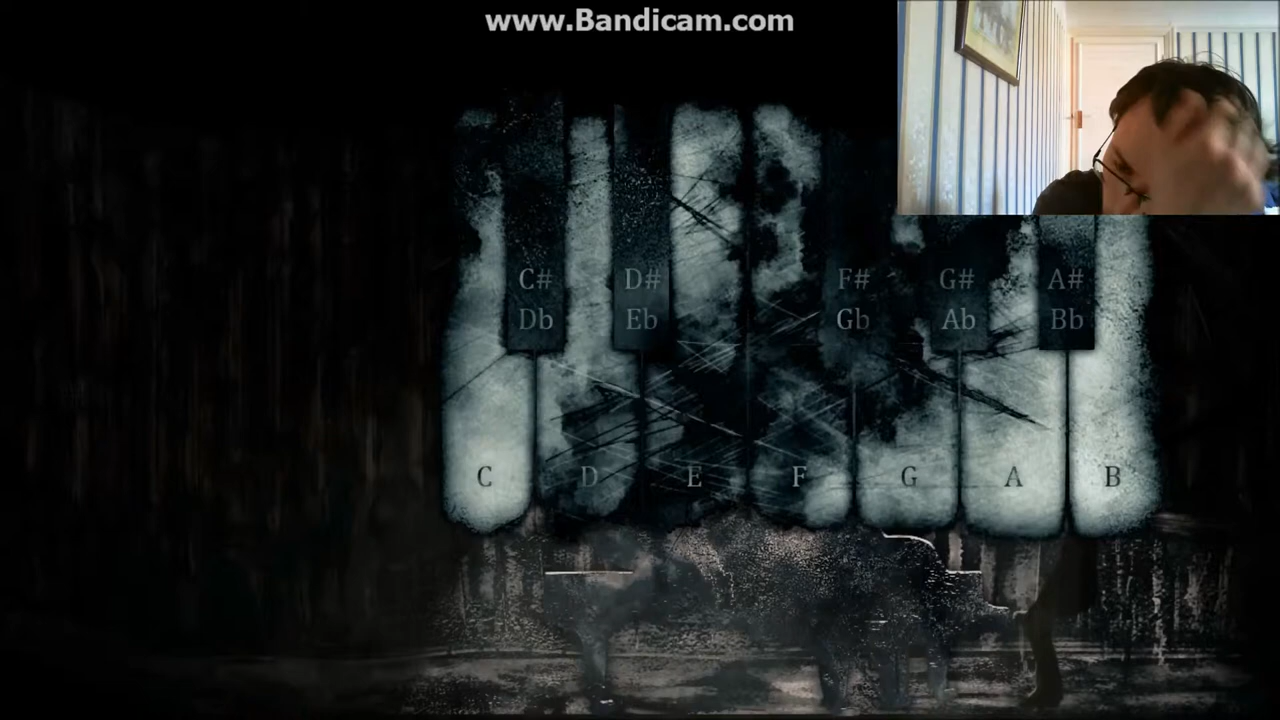 www.Bandicam.com
C# D# F# G# A#
Db Eb Gb Ab Bb
C D E F G A B